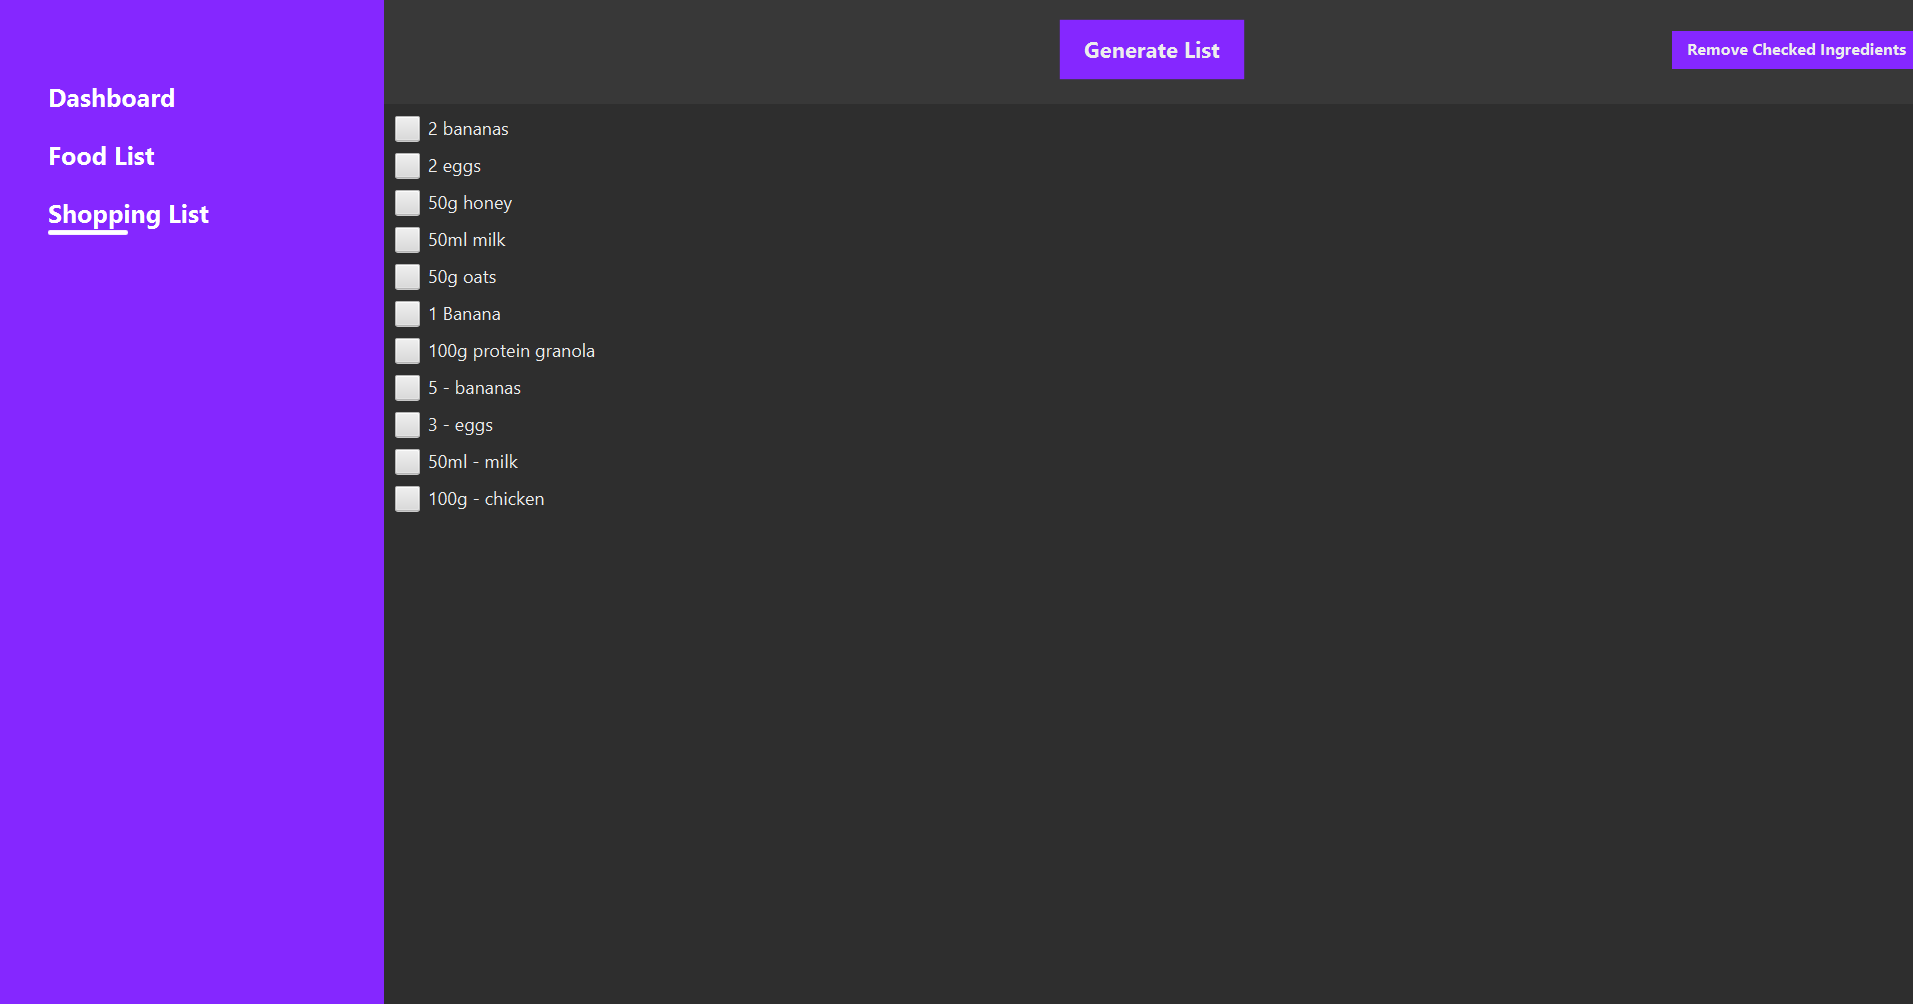 Dashboard
Food List
Shopping List
Generate List
Remove Checked Ingredients
2 bananas
2 eggs
50g honey
50ml milk
50g oats
1 Banana
100g protein granola
5 - bananas
3 - eggs
50ml - milk
100g - chicken